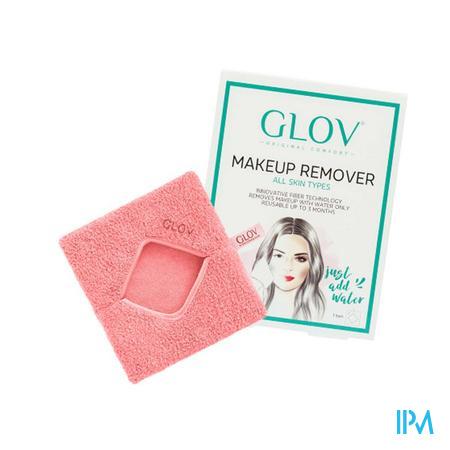 GLOV
ORIGINAL COMFORT
MAKEUP REMOVER
ALL SKIN TYPES
INNOVATIVE FIBER TECHNOLOGY
REMOVES MAKEUP WITH WATER ONLY
REUSABLE UP TO 3 MONTHS
GLOV
just
add
water
GLOV
IPM